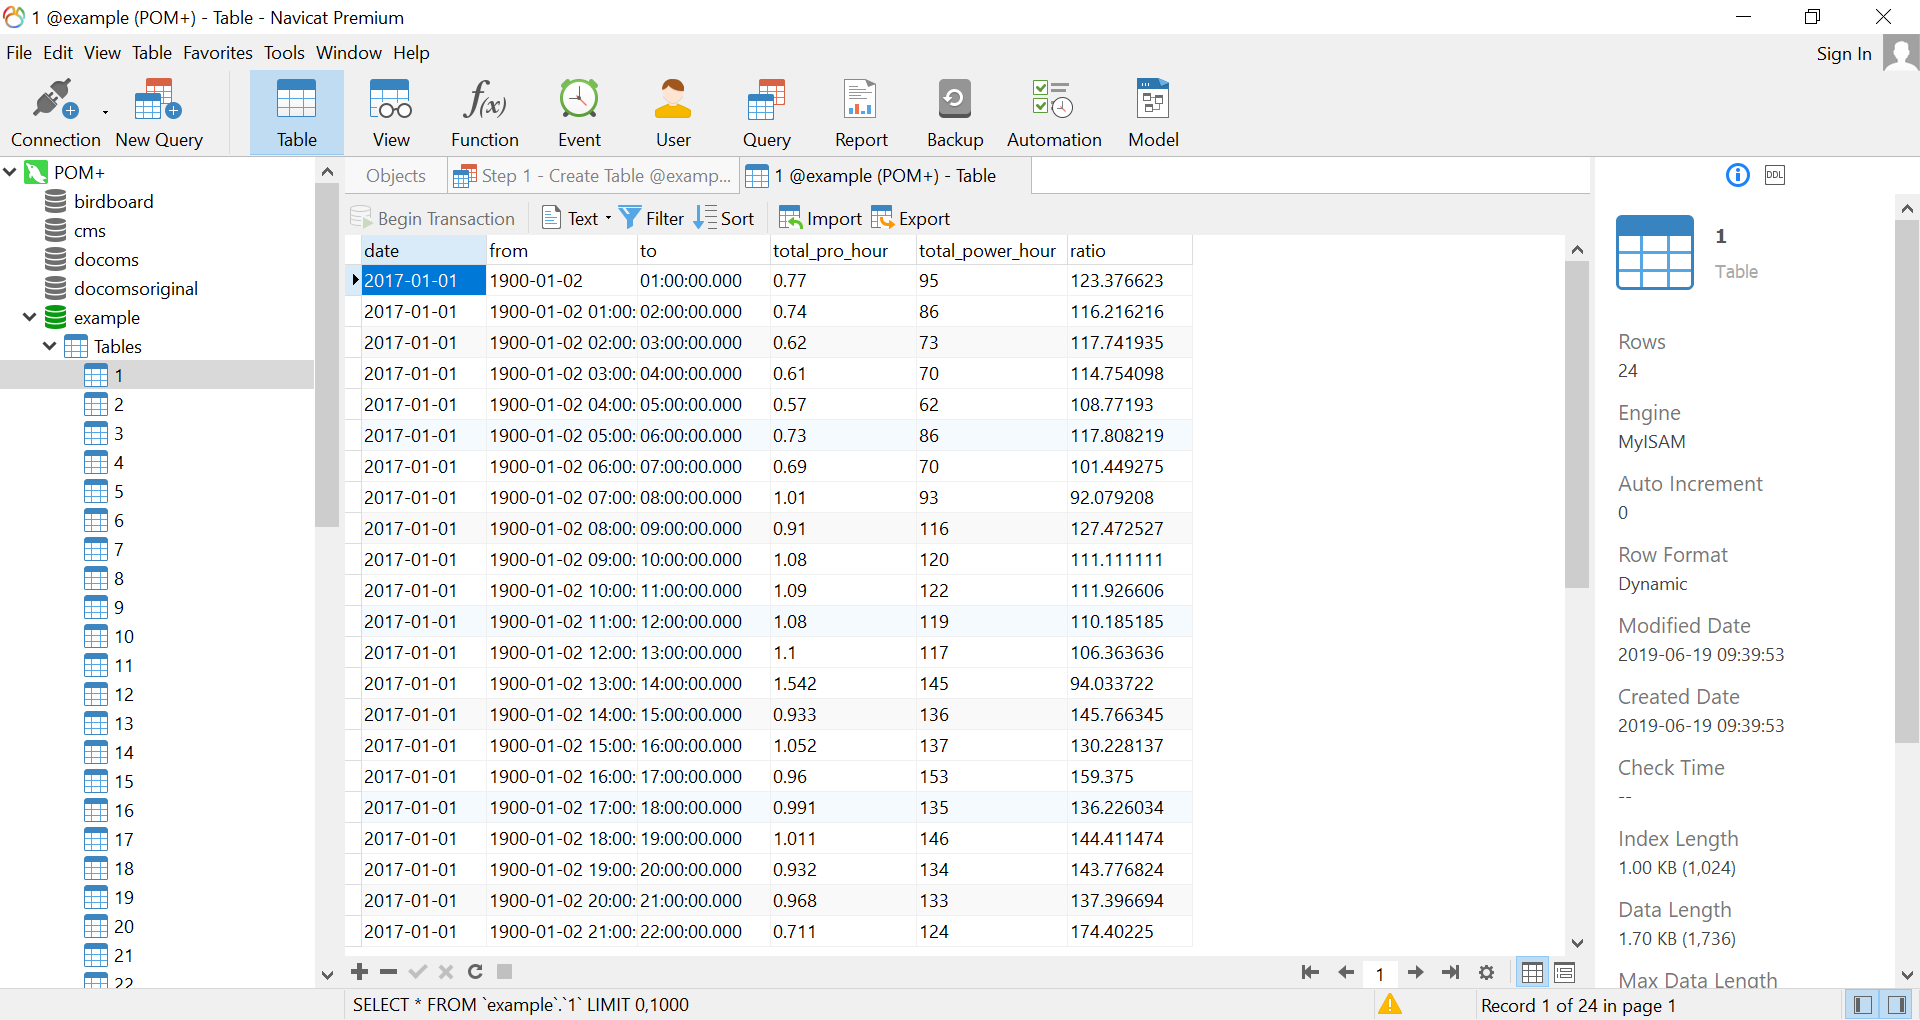 1 @example (POM+) - Table - Navicat Premium
File Edit View Table Favorites Tools Window Help
Sign In
Connection New Query Table View Function Event User Query Report Backup Automation Model
f(x)
Objects Step 1 - Create Table @examp... 1 @example (POM+) - Table
Begin Transaction Text Filter Sort Import Export
POM+
birdboard
cms
docoms
docomsoriginal
example
Tables
1
2
3
4
5
6
7
8
9
10
11
12
13
14
15
16
17
18
19
20
21
22
date from to total_pro_hour total_power_hour ratio
2017-01-01 1900-01-02 01:00:00.000 0.77 95 123.376623
2017-01-01 1900-01-02 01:00: 02:00:00.000 0.74 86 116.216216
2017-01-01 1900-01-02 02:00: 03:00:00.000 0.62 73 117.741935
2017-01-01 1900-01-02 03:00: 04:00:00.000 0.61 70 114.754098
2017-01-01 1900-01-02 04:00: 05:00:00.000 0.57 62 108.77193
2017-01-01 1900-01-02 05:00: 06:00:00.000 0.73 86 117.808219
2017-01-01 1900-01-02 06:00: 07:00:00.000 0.69 70 101.449275
2017-01-01 1900-01-02 07:00: 08:00:00.000 1.01 93 92.079208
2017-01-01 1900-01-02 08:00: 09:00:00.000 0.91 116 127.472527
2017-01-01 1900-01-02 09:00: 10:00:00.000 1.08 120 111.111111
2017-01-01 1900-01-02 10:00: 11:00:00.000 1.09 122 111.926606
2017-01-01 1900-01-02 11:00: 12:00:00.000 1.08 119 110.185185
2017-01-01 1900-01-02 12:00: 13:00:00.000 1.1 117 106.363636
2017-01-01 1900-01-02 13:00: 14:00:00.000 1.542 145 94.033722
2017-01-01 1900-01-02 14:00: 15:00:00.000 0.933 136 145.766345
2017-01-01 1900-01-02 15:00: 16:00:00.000 1.052 137 130.228137
2017-01-01 1900-01-02 16:00: 17:00:00.000 0.96 153 159.375
2017-01-01 1900-01-02 17:00: 18:00:00.000 0.991 135 136.226034
2017-01-01 1900-01-02 18:00: 19:00:00.000 1.011 146 144.411474
2017-01-01 1900-01-02 19:00: 20:00:00.000 0.932 134 143.776824
2017-01-01 1900-01-02 20:00: 21:00:00.000 0.968 133 137.396694
2017-01-01 1900-01-02 21:00: 22:00:00.000 0.711 124 174.40225
1
DDL
1
Table
Rows
24
Engine
MyISAM
Auto Increment
0
Row Format
Dynamic
Modified Date
2019-06-19 09:39:53
Created Date
2019-06-19 09:39:53
Check Time
--
Index Length
1.00 KB (1,024)
Data Length
1.70 KB (1,736)
Max Data Length
SELECT * FROM `example`.`1` LIMIT 0,1000
Record 1 of 24 in page 1